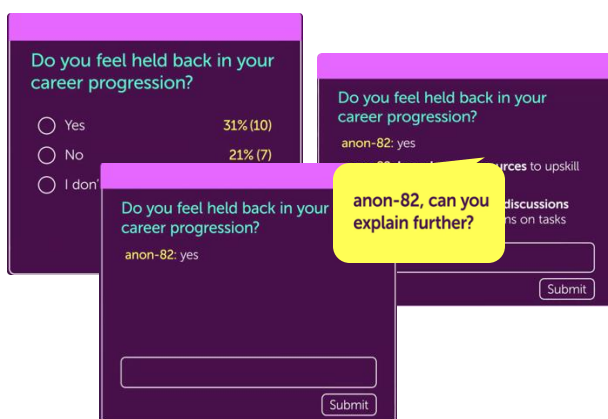 Do you feel held back in your
career progression?
Yes 31% (10)
No 21% (7)
I don'
Do you feel held back in your
career progression?
anon-82: yes
Submit
Do you feel held back in your
career progression?
anon-82: yes
to upskill
discussions
on tasks
Submit
anon-82, can you
explain further?